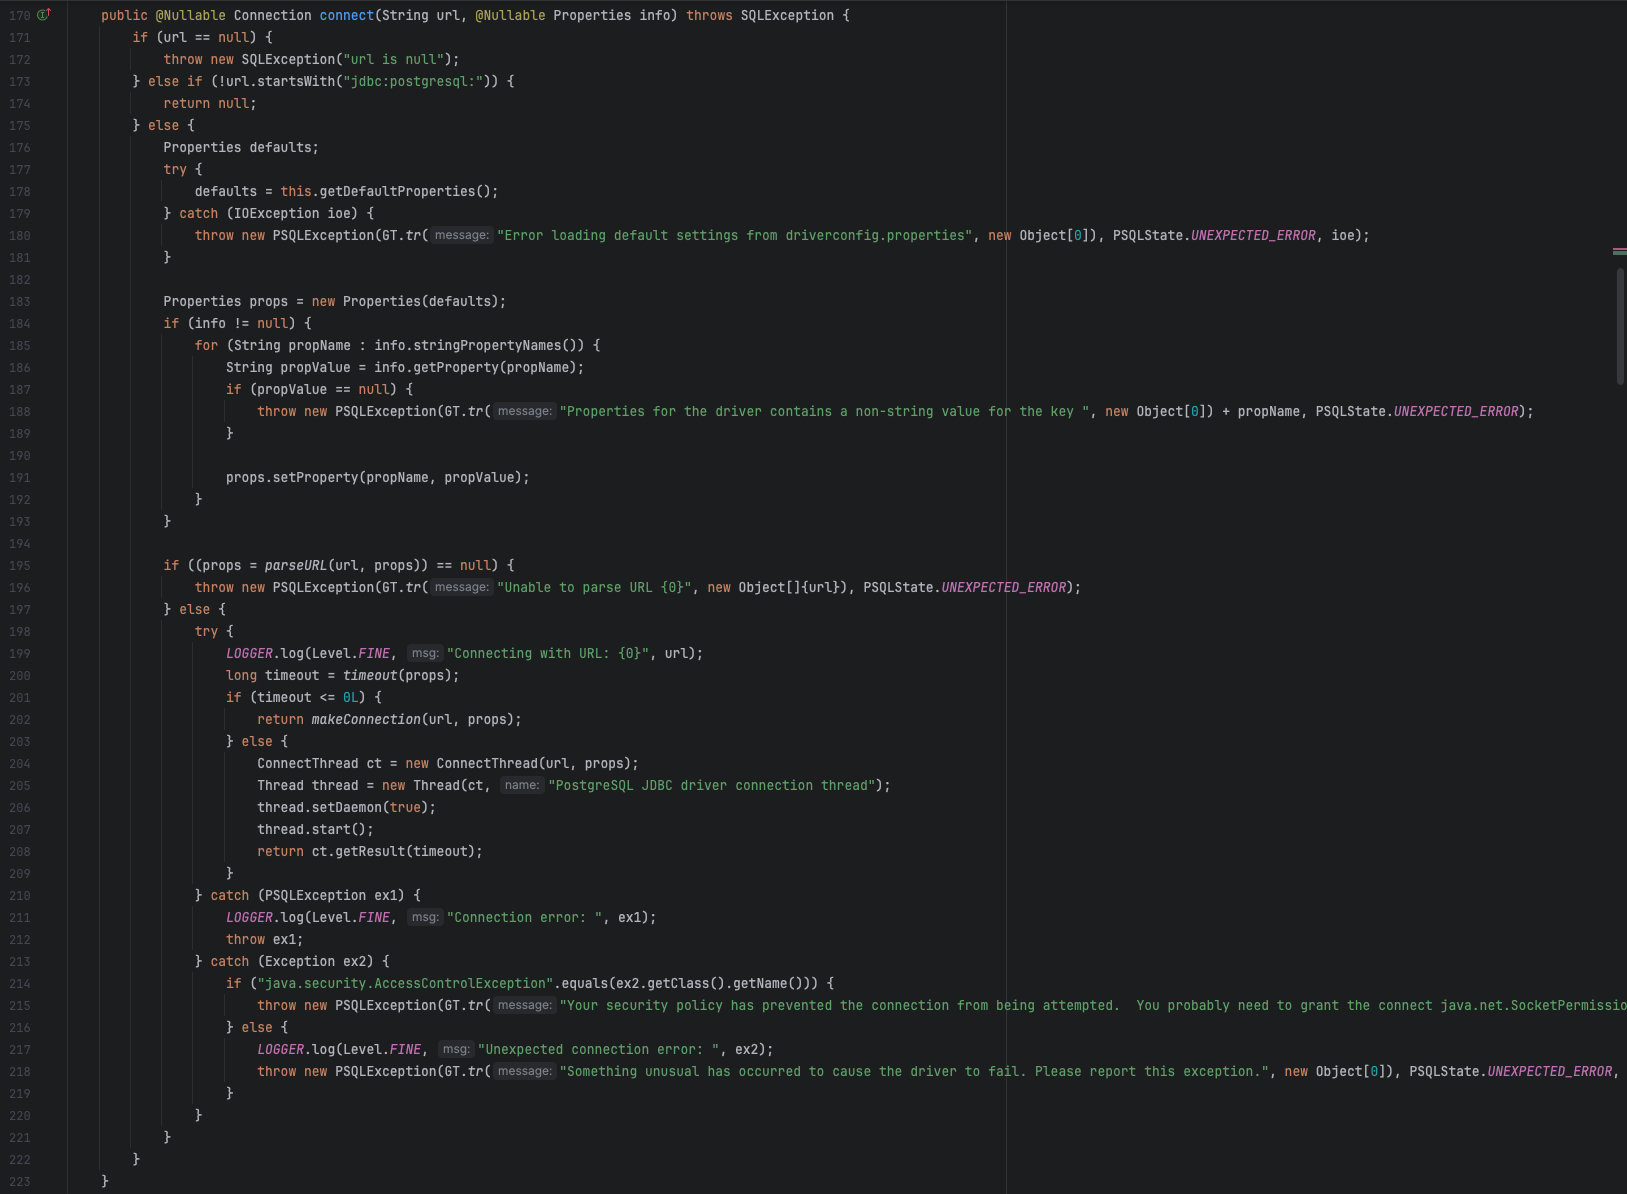 170 public @Nullable Connection connect(String url, @Nullable Properties info) throws SQLException {
171 if (url == null) {
172 throw new SQLException("url is null");
173 } else if (!url.startsWith("jdbc:postgresql:")) {
174 return null;
175 } else {
176 Properties defaults;
177 try {
178 defaults = this.getDefaultProperties();
179 } catch (IOException ioe) {
180 throw new PSQLException(GT.tr( message: "Error loading default settings from driverconfig.properties", new Object[0]), PSQLState.UNEXPECTED_ERROR, ioe);
181 }
182
183 Properties props = new Properties(defaults);
184 if (info != null) {
185 for (String propName : info.stringPropertyNames()) {
186 String propValue = info.getProperty(propName);
187 if (propValue == null) {
188 throw new PSQLException(GT.tr( message: "Properties for the driver contains a non-string value for the key ", new Object[0]) + propName, PSQLState.UNEXPECTED_ERROR);
189 }
190
191 props.setProperty(propName, propValue);
192 }
193 }
194
195 if ((props = parseURL(url, props)) == null) {
196 throw new PSQLException(GT.tr( message: "Unable to parse URL {0}", new Object[]{url}), PSQLState.UNEXPECTED_ERROR);
197 } else {
198 try {
199 LOGGER.log(Level.FINE, msg: "Connecting with URL: {0}", url);
200 long timeout = timeout(props);
201 if (timeout <= 0L) {
202 return makeConnection(url, props);
203 } else {
204 ConnectThread ct = new ConnectThread(url, props);
205 Thread thread = new Thread(ct, name: "PostgreSQL JDBC driver connection thread");
206 thread.setDaemon(true);
207 thread.start();
208 return ct.getResult(timeout);
209 }
210 } catch (PSQLException ex1) {
211 LOGGER.log(Level.FINE, msg: "Connection error: ", ex1);
212 throw ex1;
213 } catch (Exception ex2) {
214 if ("java.security.AccessControlException".equals(ex2.getClass().getName())) {
215 throw new PSQLException(GT.tr( message: "Your security policy has prevented the connection from being attempted.  You probably need to grant the connect java.net.SocketPermissio
216 } else {
217 LOGGER.log(Level.FINE, msg: "Unexpected connection error: ", ex2);
218 throw new PSQLException(GT.tr( message: "Something unusual has occurred to cause the driver to fail. Please report this exception.", new Object[0]), PSQLState.UNEXPECTED_ERROR,
219 }
220 }
221 }
222 }
223 }